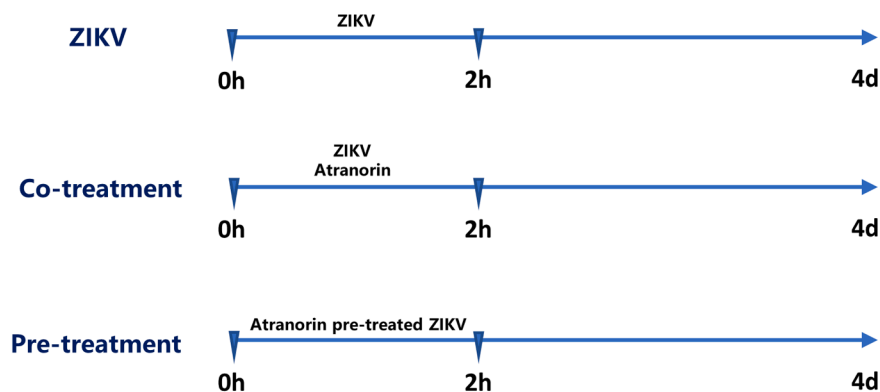 ZIKV
ZIKV
0h
2h
4d
Co-treatment
ZIKV
Atranorin
0h
2h
4d
Pre-treatment
Atranorin pre-treated ZIKV
0h
2h
4d